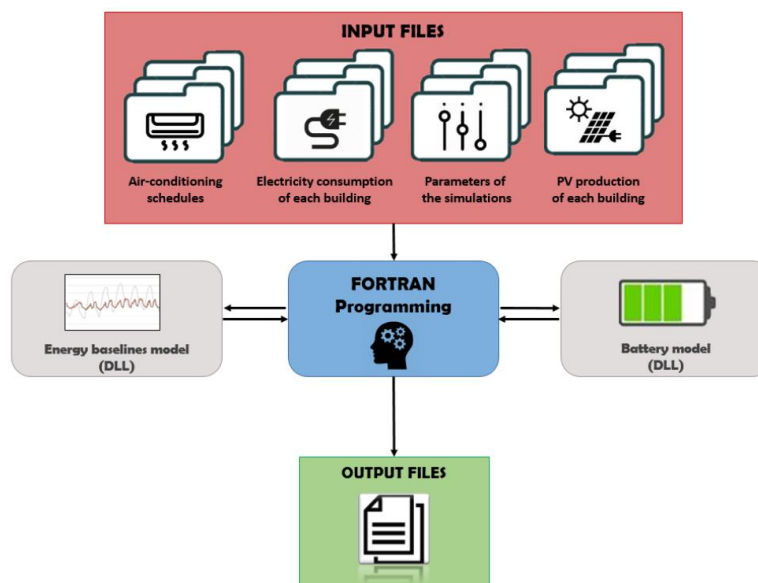 INPUT FILES
Air-conditioning
schedules
Electricity consumption
of each building
Parameters of
the simulations
PV production
of each building
FORTRAN
Programming
Energy baselines model
(DLL)
Battery model
(DLL)
OUTPUT FILES